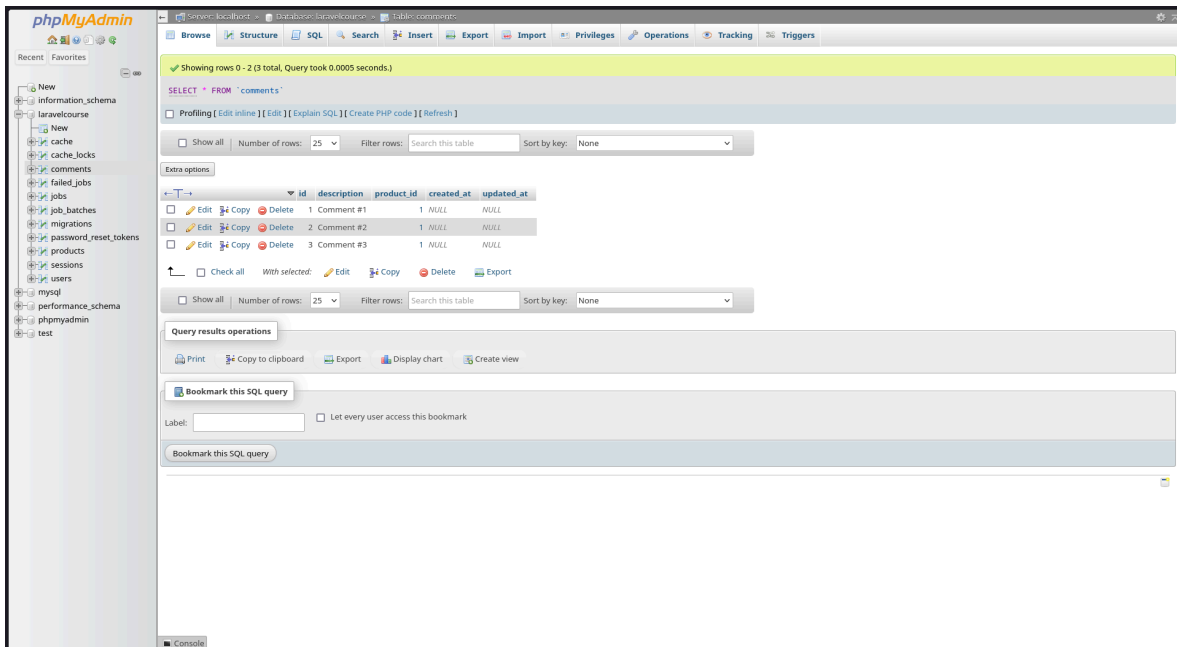 phpMyAdmin
Recent Favorites
New
information_schema
laravelcourse
New
cache
cache_locks
comments
failed_jobs
jobs
job_batches
migrations
password_reset_tokens
products
sessions
users
mysql
performance_schema
phpmyadmin
test
Server: localhost » Database: laravelcourse » Table: comments
Browse Structure SQL Search Insert Export Import Privileges Operations Tracking Triggers
Showing rows 0 - 2 (3 total, Query took 0.0005 seconds.)
SELECT * FROM `comments`
Profiling [ Edit inline ] [ Edit ] [ Explain SQL ] [ Create PHP code ] [ Refresh ]
Show all Number of rows: 25 Filter rows: Search this table Sort by key: None
Extra options
id description product_id created_at updated_at
Edit Copy Delete 1 Comment #1 1 NULL NULL
Edit Copy Delete 2 Comment #2 1 NULL NULL
Edit Copy Delete 3 Comment #3 1 NULL NULL
Check all With selected: Edit Copy Delete Export
Show all Number of rows: 25 Filter rows: Search this table Sort by key: None
Query results operations
Print Copy to clipboard Export Display chart Create view
Bookmark this SQL query
Label: Let every user access this bookmark
Bookmark this SQL query
Console